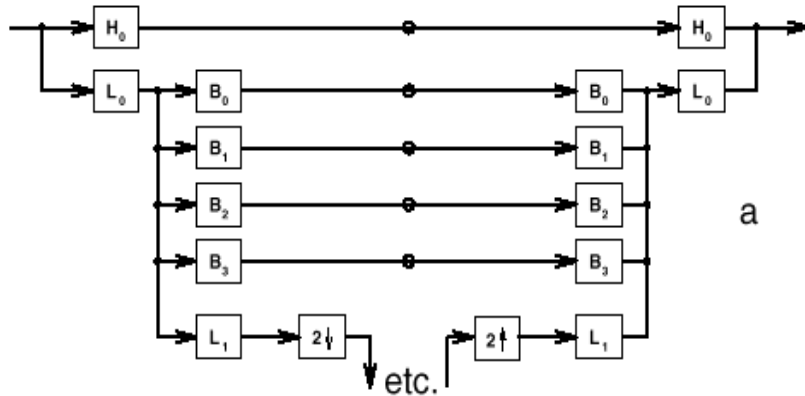 H₀ H₀
L₀ B₀ B₀ L₀
B₁ B₁
B₂ B₂
a
B₃ B₃
L₁ 2↓ 2↑ L₁
etc.